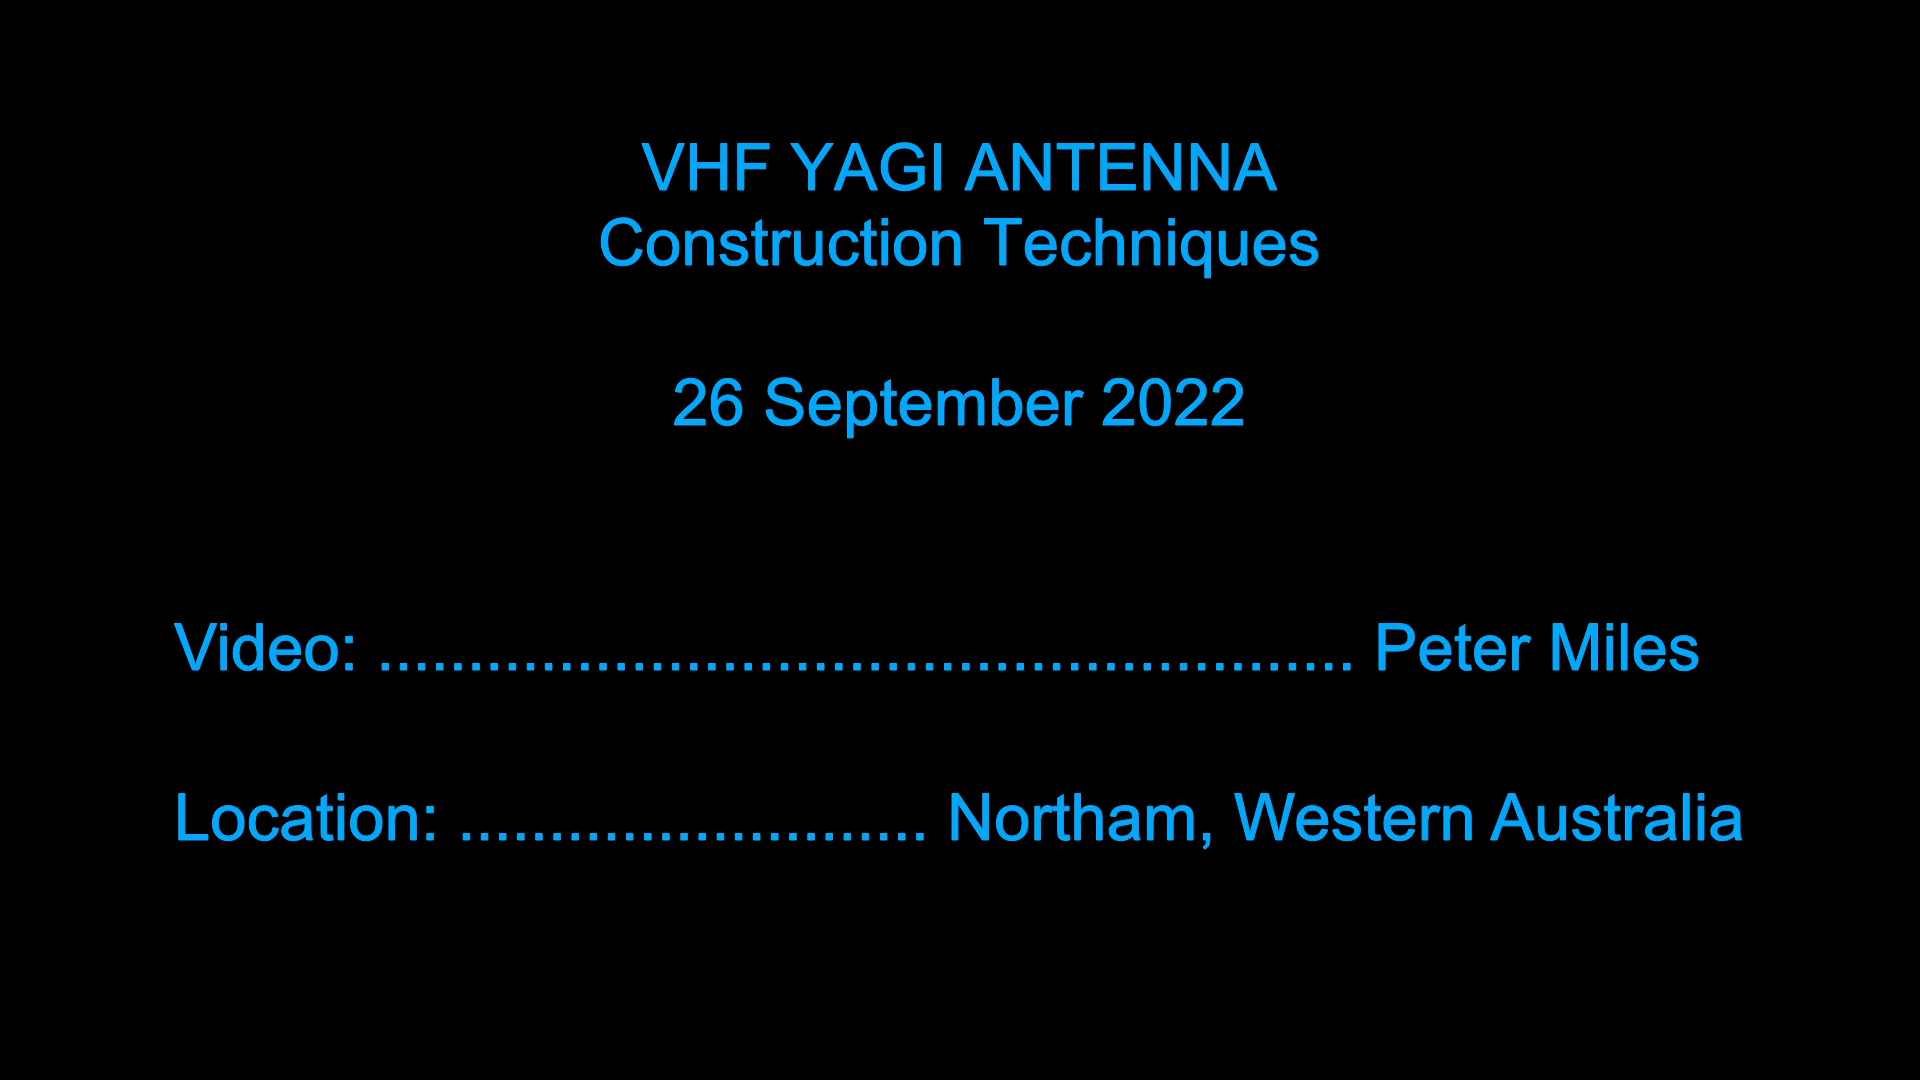 VHF YAGI ANTENNA
Construction Techniques
26 September 2022
Video: ...................................................... Peter Miles
Location: .......................... Northam, Western Australia